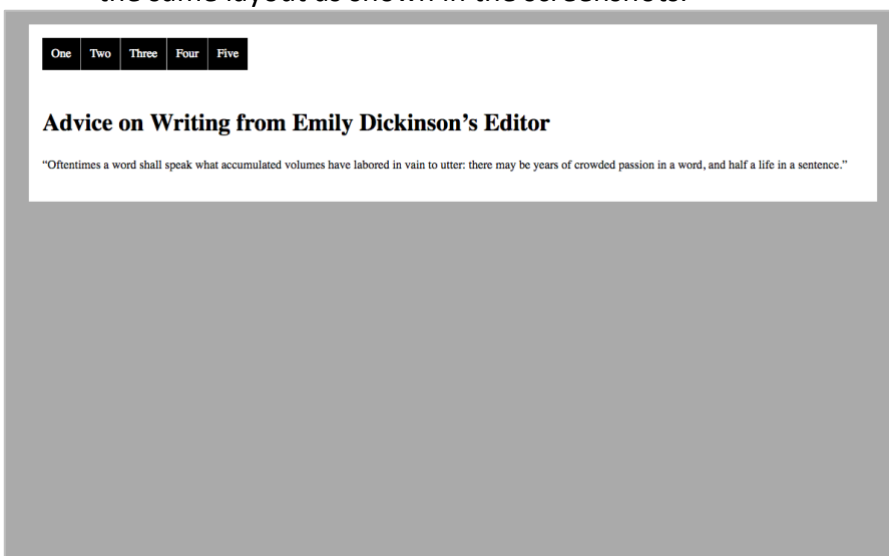 the same layout as shown in the screenshots.
One Two Three Four Five
Advice on Writing from Emily Dickinson’s Editor
“Oftentimes a word shall speak what accumulated volumes have labored in vain to utter: there may be years of crowded passion in a word, and half a life in a sentence.”